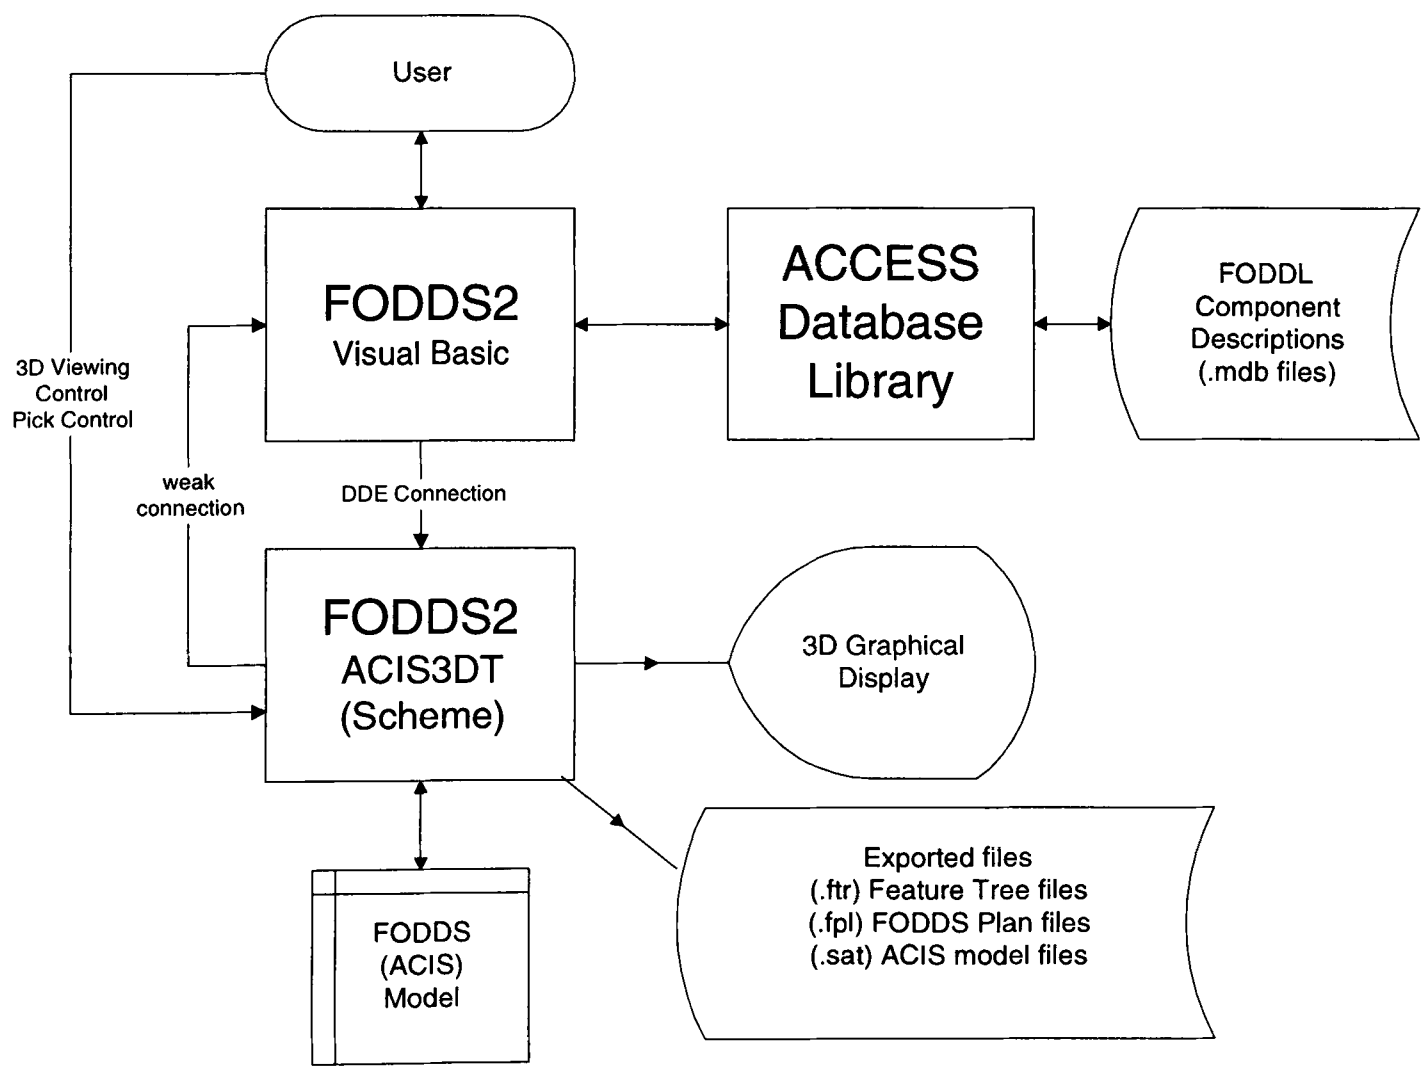 User
FODDS2
Visual Basic
ACCESS
Database
Library
FODDL
Component
Descriptions
(.mdb files)
3D Viewing
Control
Pick Control
weak
connection
DDE Connection
FODDS2
ACIS3DT
(Scheme)
3D Graphical
Display
Exported files
(.ftr) Feature Tree files
(.fpl) FODDS Plan files
(.sat) ACIS model files
FODDS
(ACIS)
Model